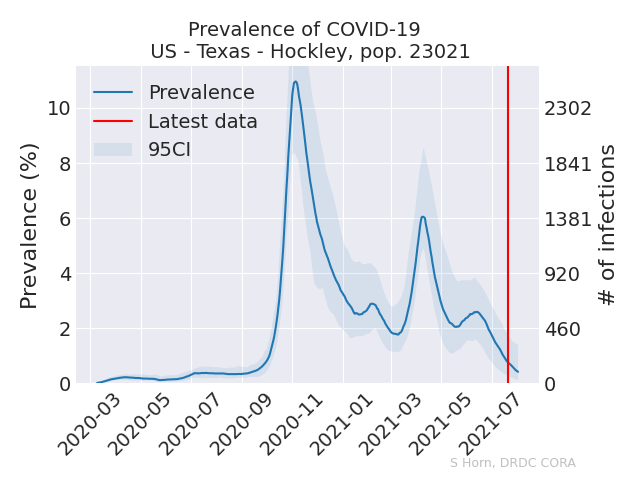 Prevalence of COVID-19
US - Texas - Hockley, pop. 23021
Prevalence
Latest data
95CI
Prevalence (%)
10
8
6
4
2
0
2302
1841
1381
920
460
0
# of infections
2020-03
2020-05
2020-07
2020-09
2020-11
2021-01
2021-03
2021-05
2021-07
S Horn, DRDC CORA